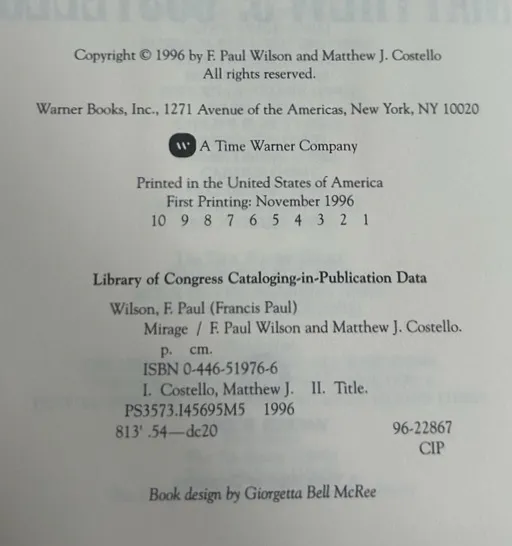 Copyright © 1996 by F. Paul Wilson and Matthew J. Costello
All rights reserved.
Warner Books, Inc., 1271 Avenue of the Americas, New York, NY 10020
W A Time Warner Company
Printed in the United States of America
First Printing: November 1996
10 9 8 7 6 5 4 3 2 1
Library of Congress Cataloging-in-Publication Data
Wilson, F. Paul (Francis Paul)
Mirage / F. Paul Wilson and Matthew J. Costello.
p. cm.
ISBN 0-446-51976-6
I. Costello, Matthew J. II. Title.
PS3573.I45695M5 1996
813' .54—dc20 96-22867
CIP
Book design by Giorgetta Bell McRee